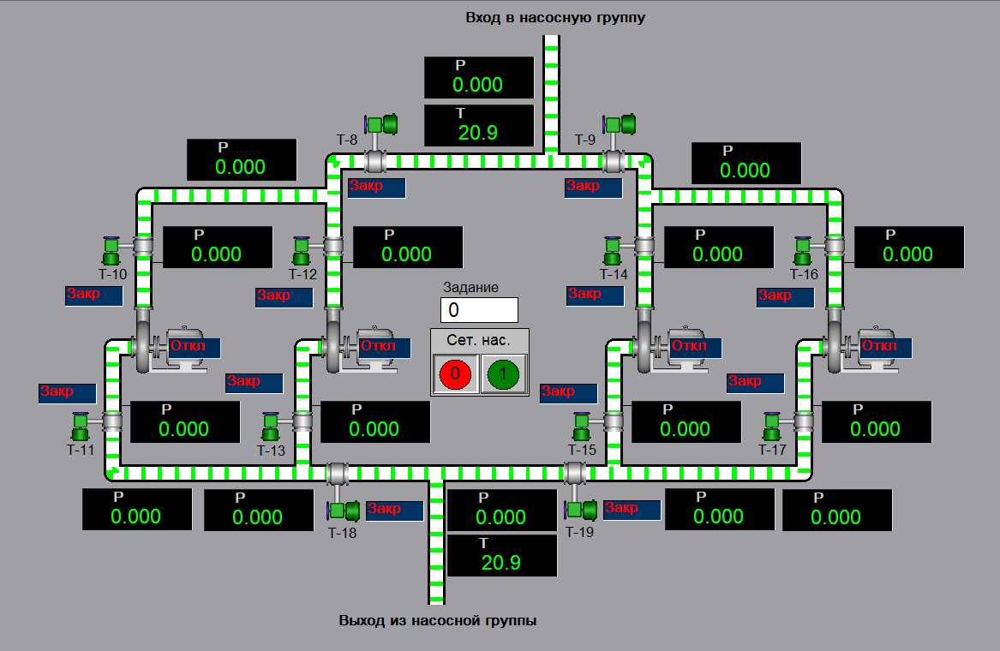 Вход в насосную группу
P
0.000
T
20.9
T-8
T-9
P
0.000
P
0.000
Закр
Закр
P
0.000
P
0.000
P
0.000
P
0.000
T-10
T-12
T-14
T-16
Закр
Закр
Закр
Закр
Задание
0
Сет. нас.
0
1
Откл
Откл
Откл
Откл
Закр
Закр
Закр
Закр
P
0.000
P
0.000
P
0.000
P
0.000
T-11
T-13
T-15
T-17
P
0.000
P
0.000
Закр
P
0.000
Закр
P
0.000
P
0.000
T-18
T-19
T
20.9
Выход из насосной группы